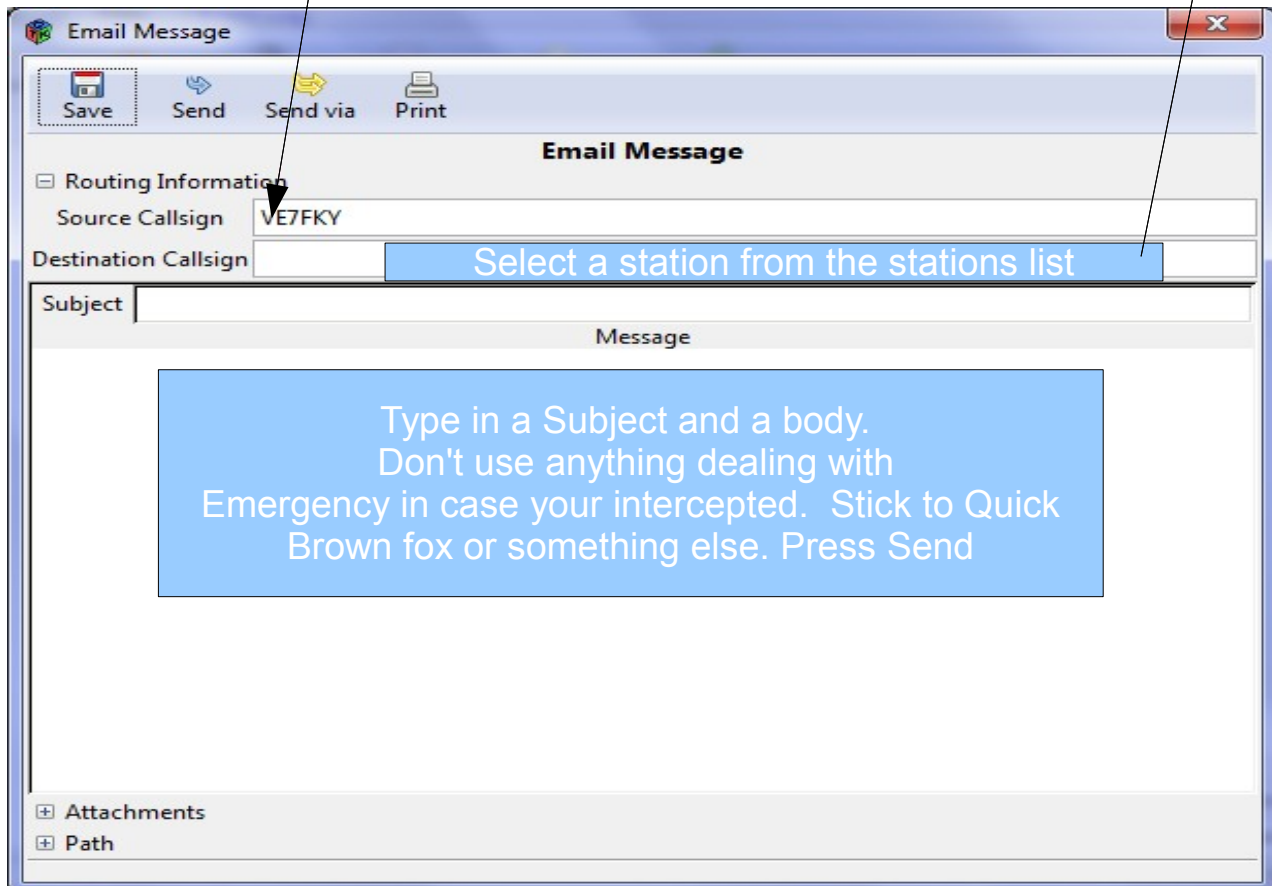 Email Message
Save Send Send via Print
Email Message
Routing Information
Source Callsign VE7FKY
Destination Callsign
Select a station from the stations list
Subject
Message
Type in a Subject and a body.
Don't use anything dealing with
Emergency in case your intercepted. Stick to Quick
Brown fox or something else. Press Send
Attachments
Path